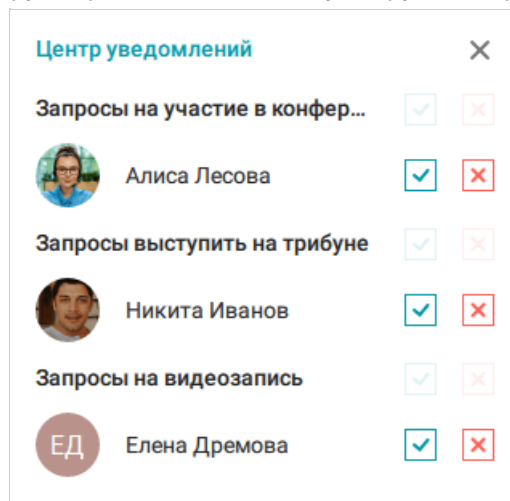 Центр уведомлений
Запросы на участие в конфер...
Алиса Лесова
Запросы выступить на трибуне
Никита Иванов
Запросы на видеозапись
ЕД Елена Дремова